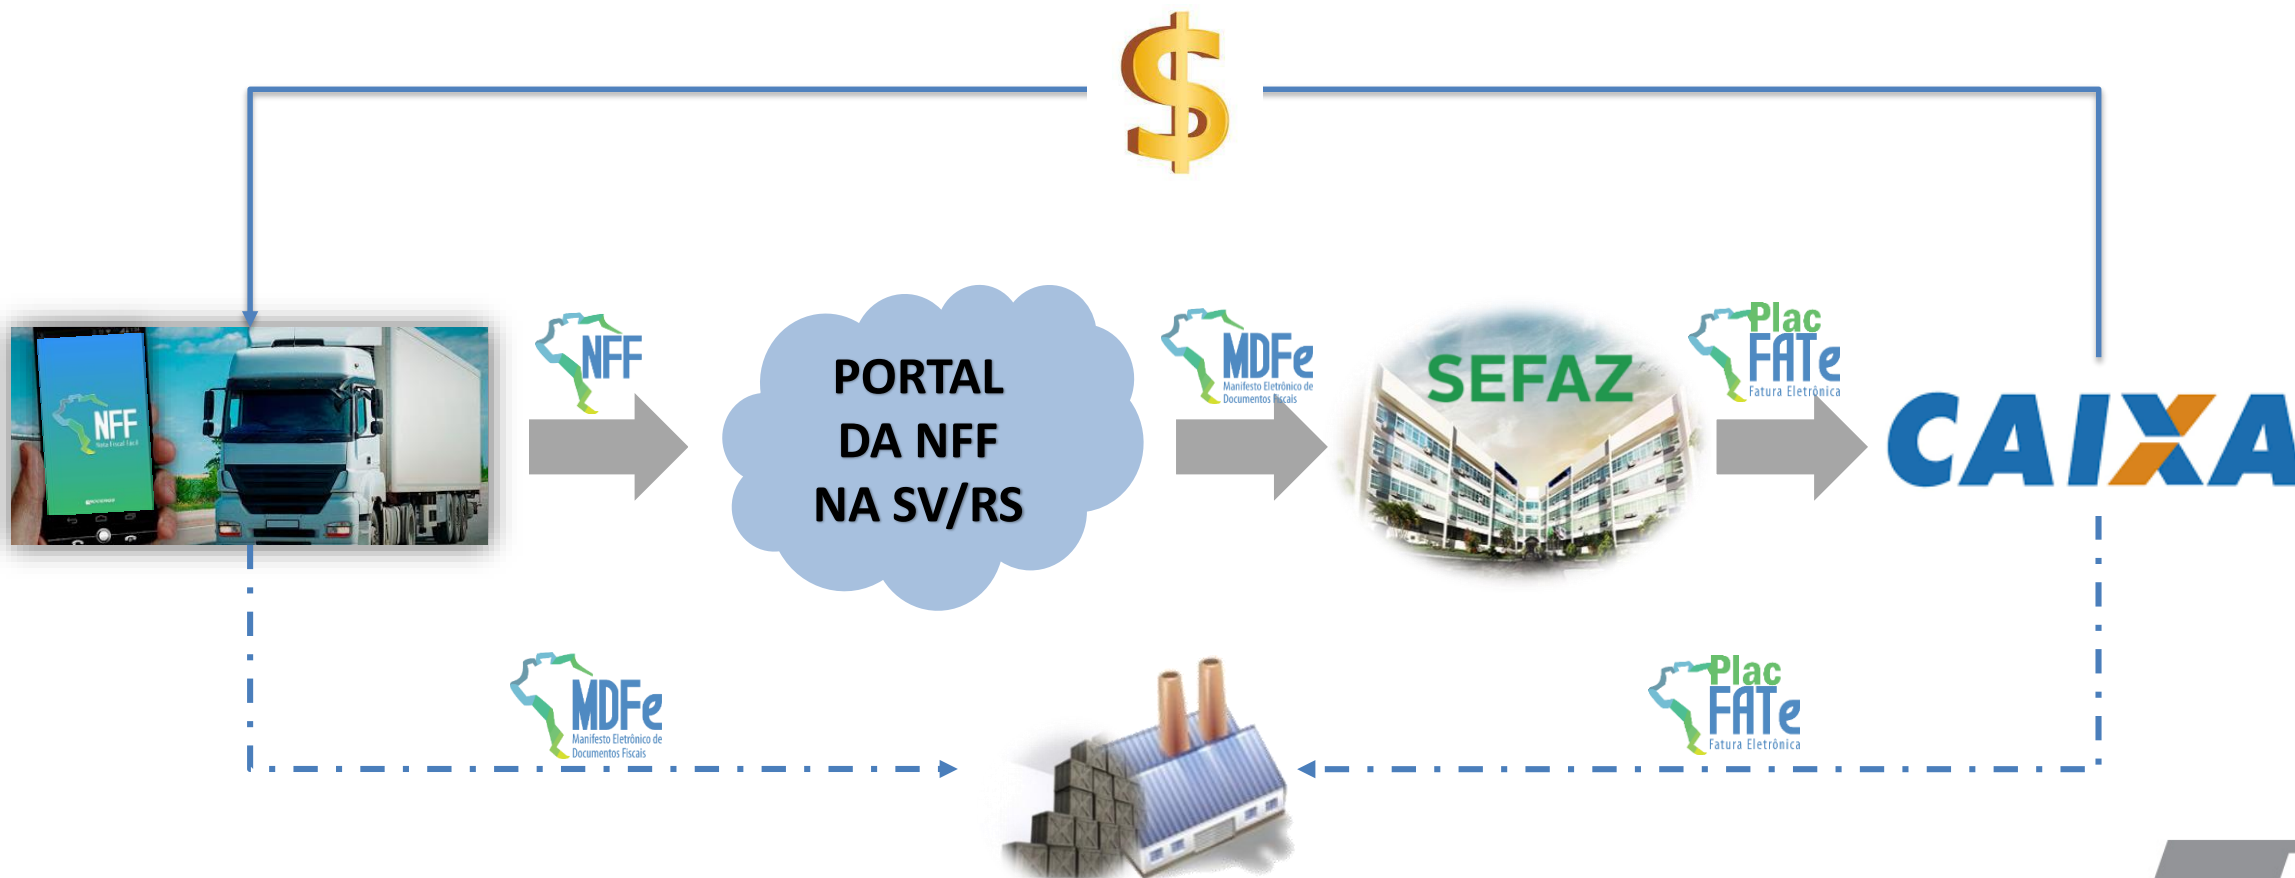 NFF
Nota Fiscal Fácil
NFF
PORTAL
DA NFF
NA SV/RS
MDFe
Manifesto Eletrônico de
Documentos Fiscais
SEFAZ
Plac
FATe
Fatura Eletrônica
CAIXA
MDFe
Manifesto Eletrônico de
Documentos Fiscais
Plac
FATe
Fatura Eletrônica